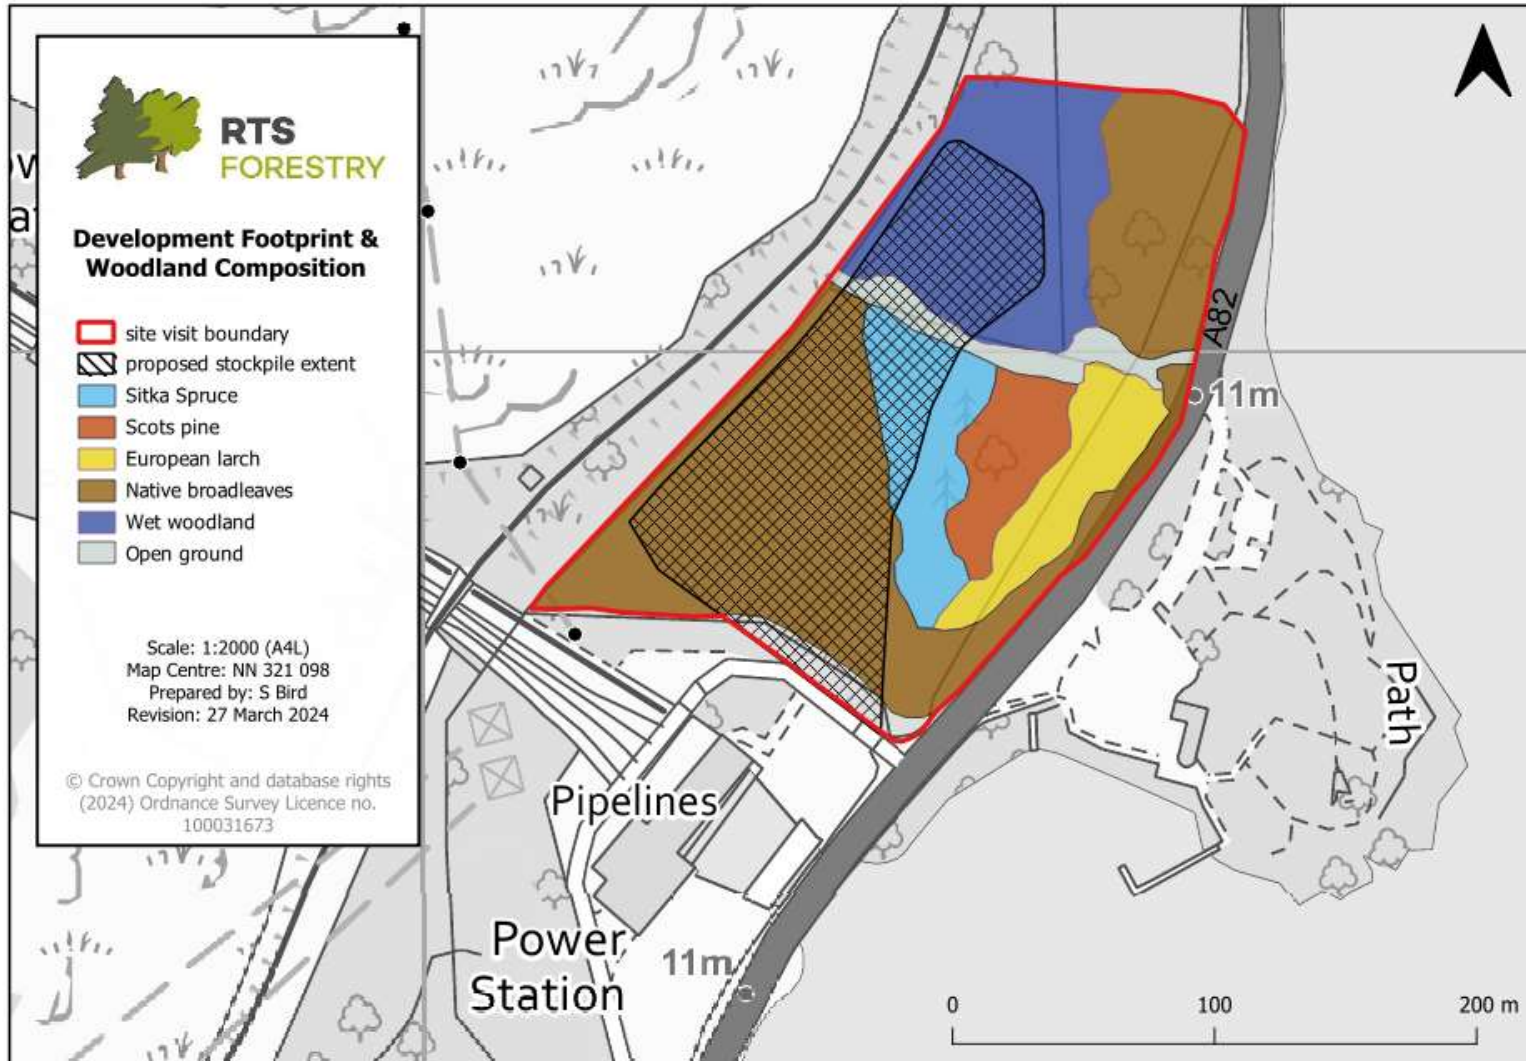 RTS
FORESTRY
Development Footprint &
Woodland Composition
site visit boundary
proposed stockpile extent
Sitka Spruce
Scots pine
European larch
Native broadleaves
Wet woodland
Open ground
Scale: 1:2000 (A4L)
Map Centre: NN 321 098
Prepared by: S Bird
Revision: 27 March 2024
© Crown Copyright and database rights
(2024) Ordnance Survey Licence no.
100031673
A82
11m
Path
Pipelines
Power
Station
11m
0 100 200 m